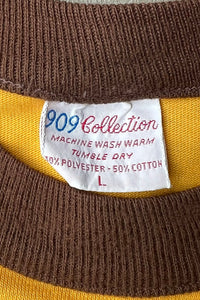 909 Collection
MACHINE WASH WARM
TUMBLE DRY
50% POLYESTER - 50% COTTON
L